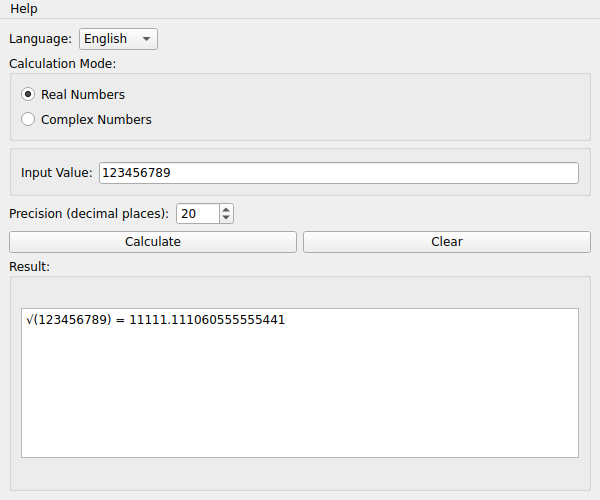 Help
Language: English
Calculation Mode:
Real Numbers
Complex Numbers
Input Value: 123456789
Precision (decimal places): 20
Calculate Clear
Result:
√(123456789) = 11111.111060555555441